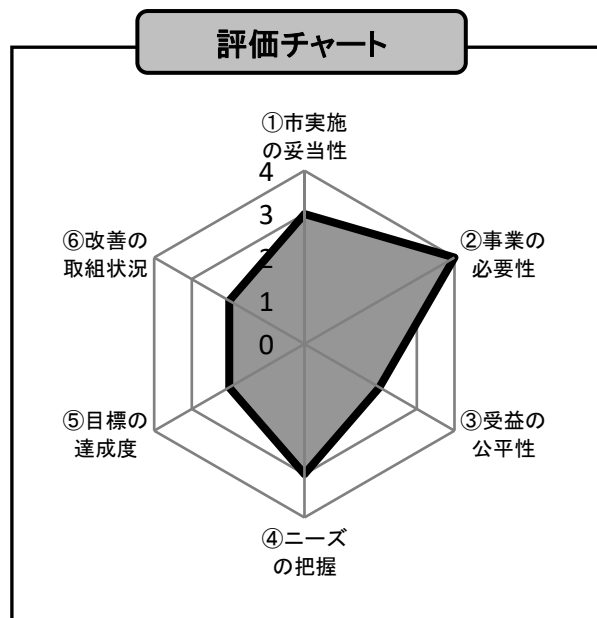 評価チャート
①市実施
の妥当性
4
3
2
1
0
②事業の
必要性
③受益の
公平性
④ニーズ
の把握
⑤目標の
達成度
⑥改善の
取組状況